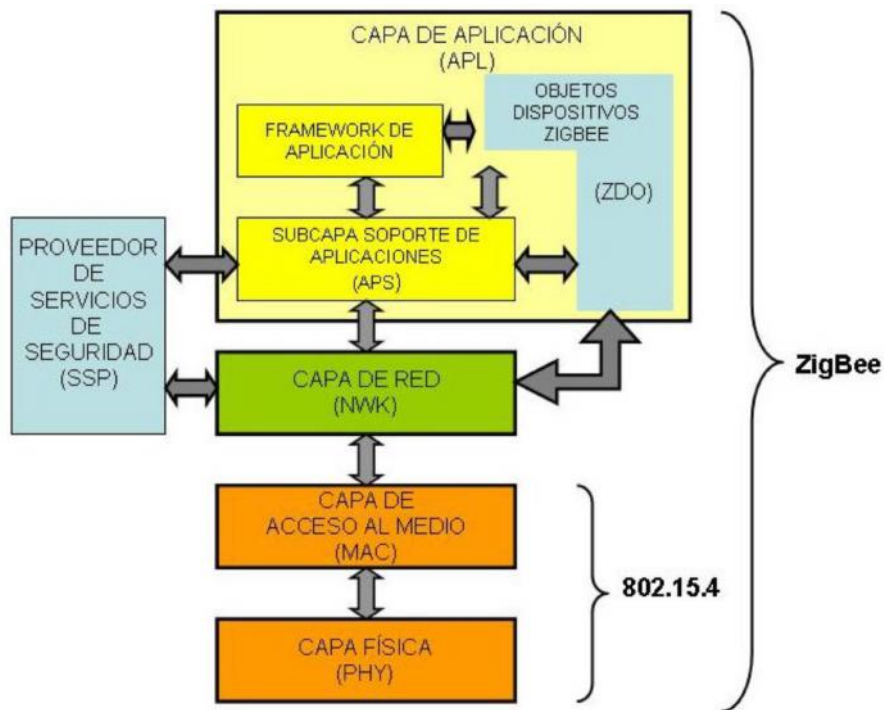 CAPA DE APLICACIÓN
(APL)
OBJETOS
DISPOSITIVOS
ZIGBEE
(ZDO)
FRAMEWORK DE
APLICACIÓN
SUBCAPA SOPORTE DE
APLICACIONES
(APS)
PROVEEDOR
DE
SERVICIOS
DE
SEGURIDAD
(SSP)
CAPA DE RED
(NWK)
ZigBee
CAPA DE
ACCESO AL MEDIO
(MAC)
802.15.4
CAPA FÍSICA
(PHY)